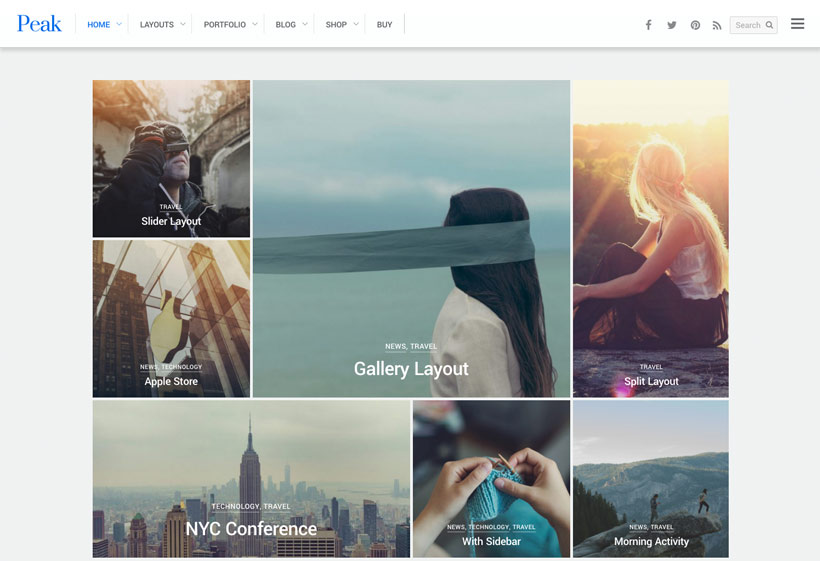 Peak
HOME
LAYOUTS
PORTFOLIO
BLOG
SHOP
BUY
Search
TRAVEL
Slider Layout
NEWS, TRAVEL
Gallery Layout
TRAVEL
Split Layout
NEWS, TECHNOLOGY
Apple Store
TECHNOLOGY, TRAVEL
NYC Conference
NEWS, TECHNOLOGY, TRAVEL
With Sidebar
NEWS, TRAVEL
Morning Activity